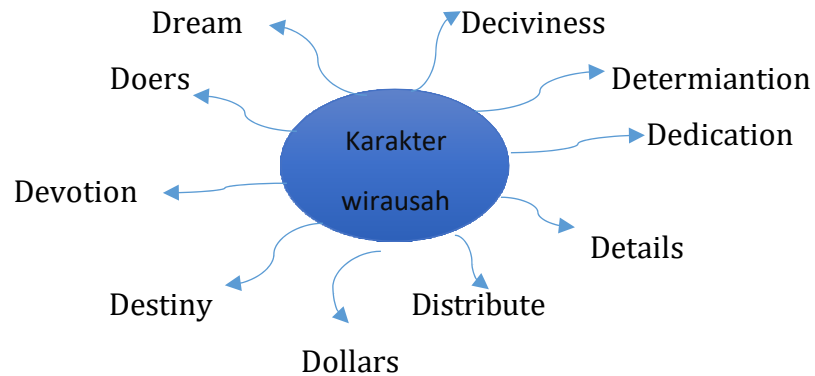 Dream
Deciviness
Doers
Determiantion
Dedication
Karakter
wirausah
Devotion
Details
Destiny
Distribute
Dollars